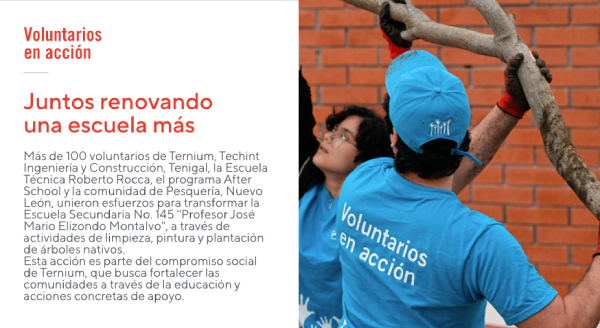 Voluntarios
en acción
Juntos renovando
una escuela más
Más de 100 voluntarios de Ternium, Techint
Ingeniería y Construcción, Tenigal, la Escuela
Técnica Roberto Rocca, el programa After
School y la comunidad de Pesquería, Nuevo
León, unieron esfuerzos para transformar la
Escuela Secundaria No. 145 "Profesor José
Mario Elizondo Montalvo", a través de
actividades de limpieza, pintura y plantación
de árboles nativos.
Esta acción es parte del compromiso social
de Ternium, que busca fortalecer las
comunidades a través de la educación y
acciones concretas de apoyo.
Voluntarios
en acción